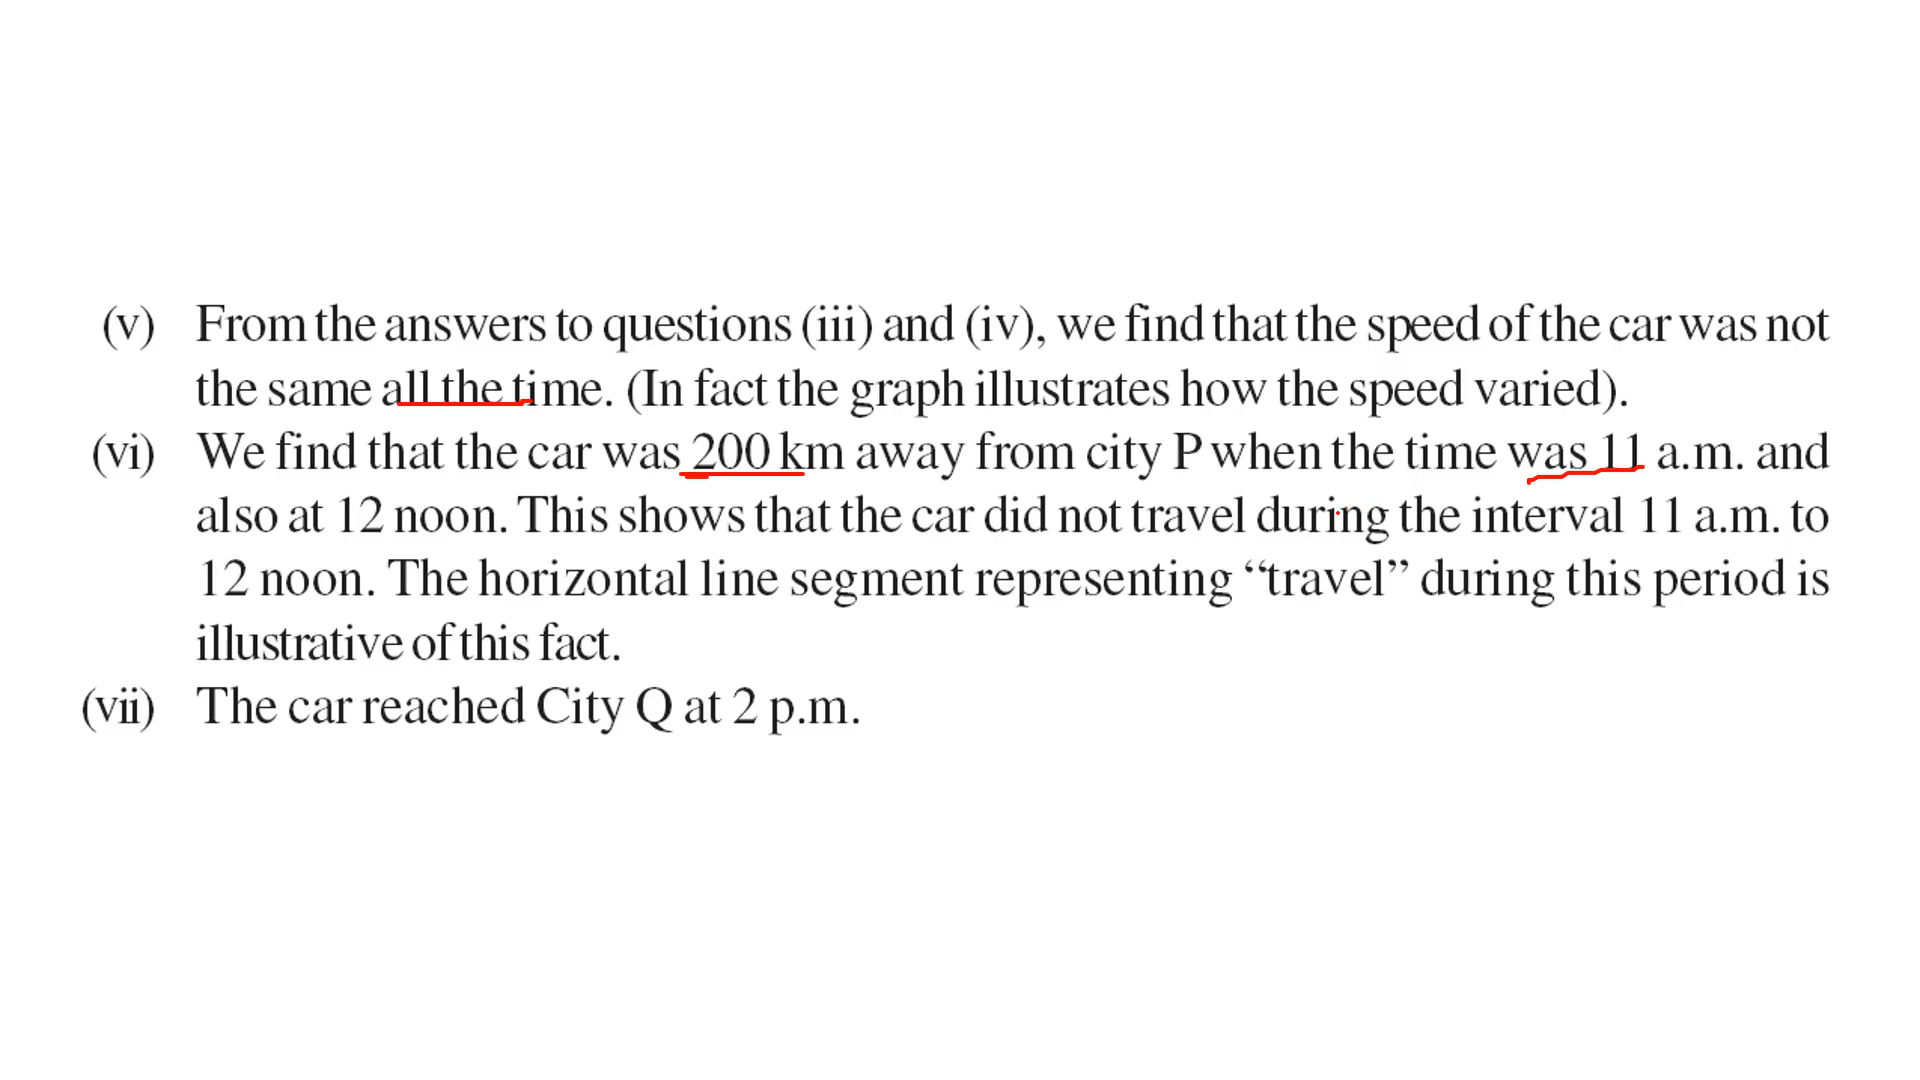 (v) From the answers to questions (iii) and (iv), we find that the speed of the car was not
the same all the time. (In fact the graph illustrates how the speed varied).
(vi) We find that the car was 200 km away from city P when the time was 11 a.m. and
also at 12 noon. This shows that the car did not travel during the interval 11 a.m. to
12 noon. The horizontal line segment representing “travel” during this period is
illustrative of this fact.
(vii) The car reached City Q at 2 p.m.